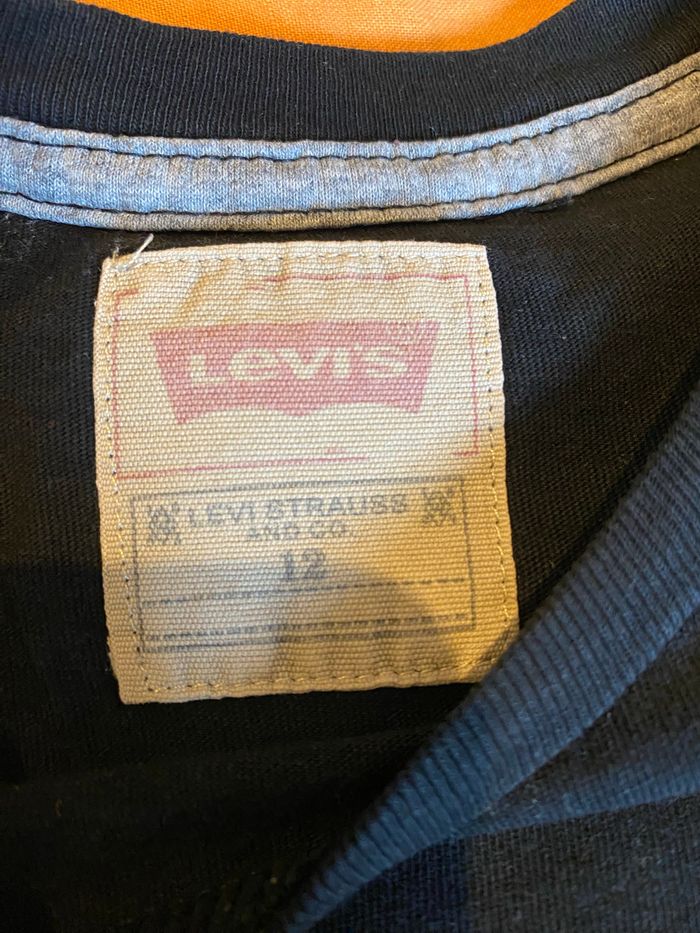 LEVI'S
LEVI STRAUSS
AND CO.
12